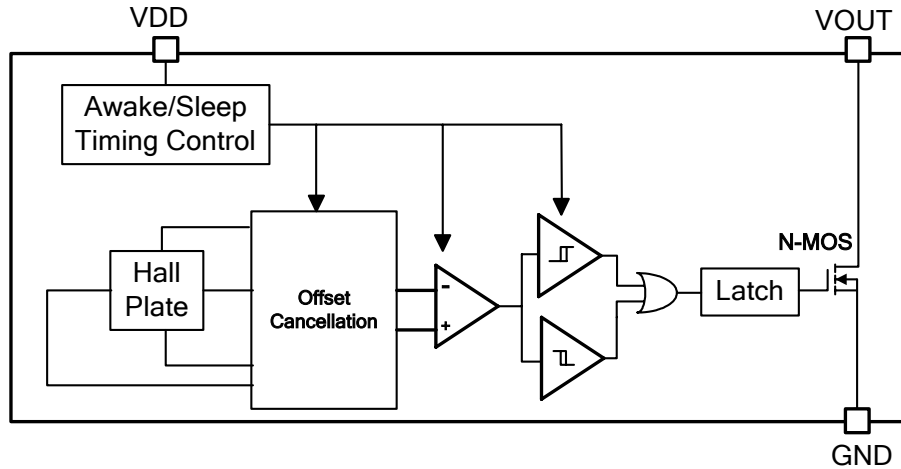 VDD
VOUT
Awake/Sleep
Timing Control
N-MOS
Hall
Plate
Offset
Cancellation
-
+
Latch
GND